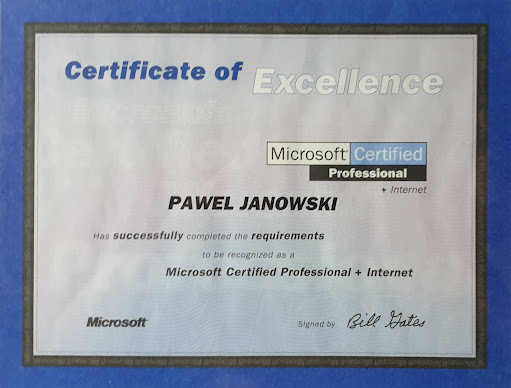 Certificate of Excellence
Microsoft
Microsoft Certified
Professional
+ Internet
PAWEL JANOWSKI
Has successfully completed the requirements
to be recognized as a
Microsoft Certified Professional + Internet
Microsoft
Signed by Bill Gates